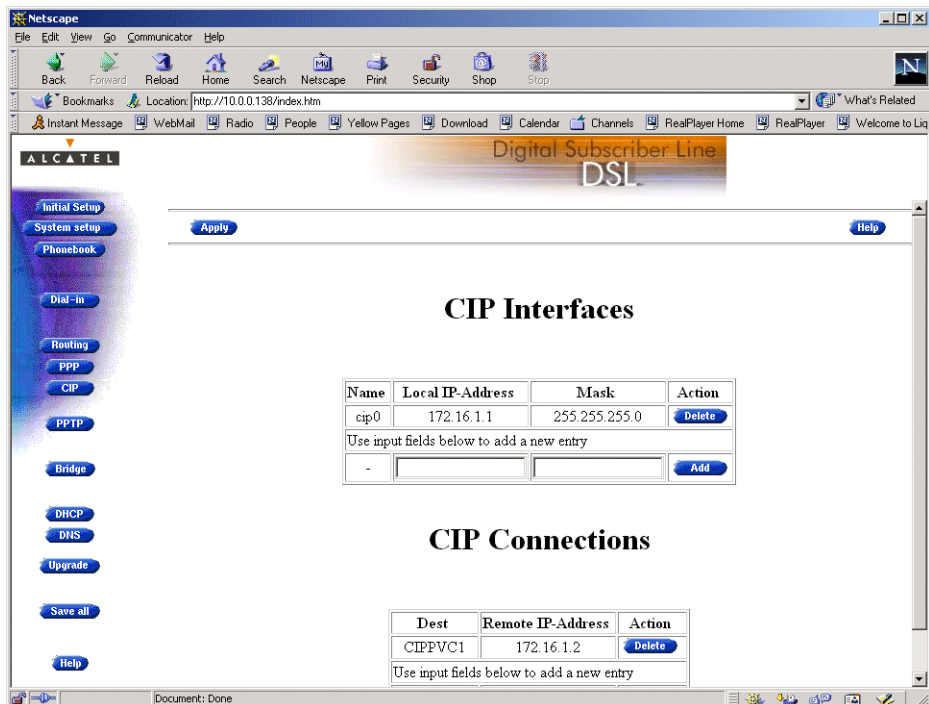 Netscape
File Edit View Go Communicator Help
Back Forward Reload Home Search Netscape Print Security Shop Stop
Bookmarks Location: http://10.0.0.138/index.htm What's Related
Instant Message WebMail Radio People Yellow Pages Download Calendar Channels RealPlayer Home RealPlayer Welcome to Liq
ALCATEL
Digital Subscriber Line
DSL
Initial Setup
System setup
Phonebook
Dial-in
Routing
PPP
CIP
PPTP
Bridge
DHCP
DNS
Upgrade
Save all
Help
Apply Help
CIP Interfaces
Name Local IP-Address Mask Action
cip0 172.16.1.1 255.255.255.0 Delete
Use input fields below to add a new entry
- Add
CIP Connections
Dest Remote IP-Address Action
CIPPVC1 172.16.1.2 Delete
Use input fields below to add a new entry
Document: Done